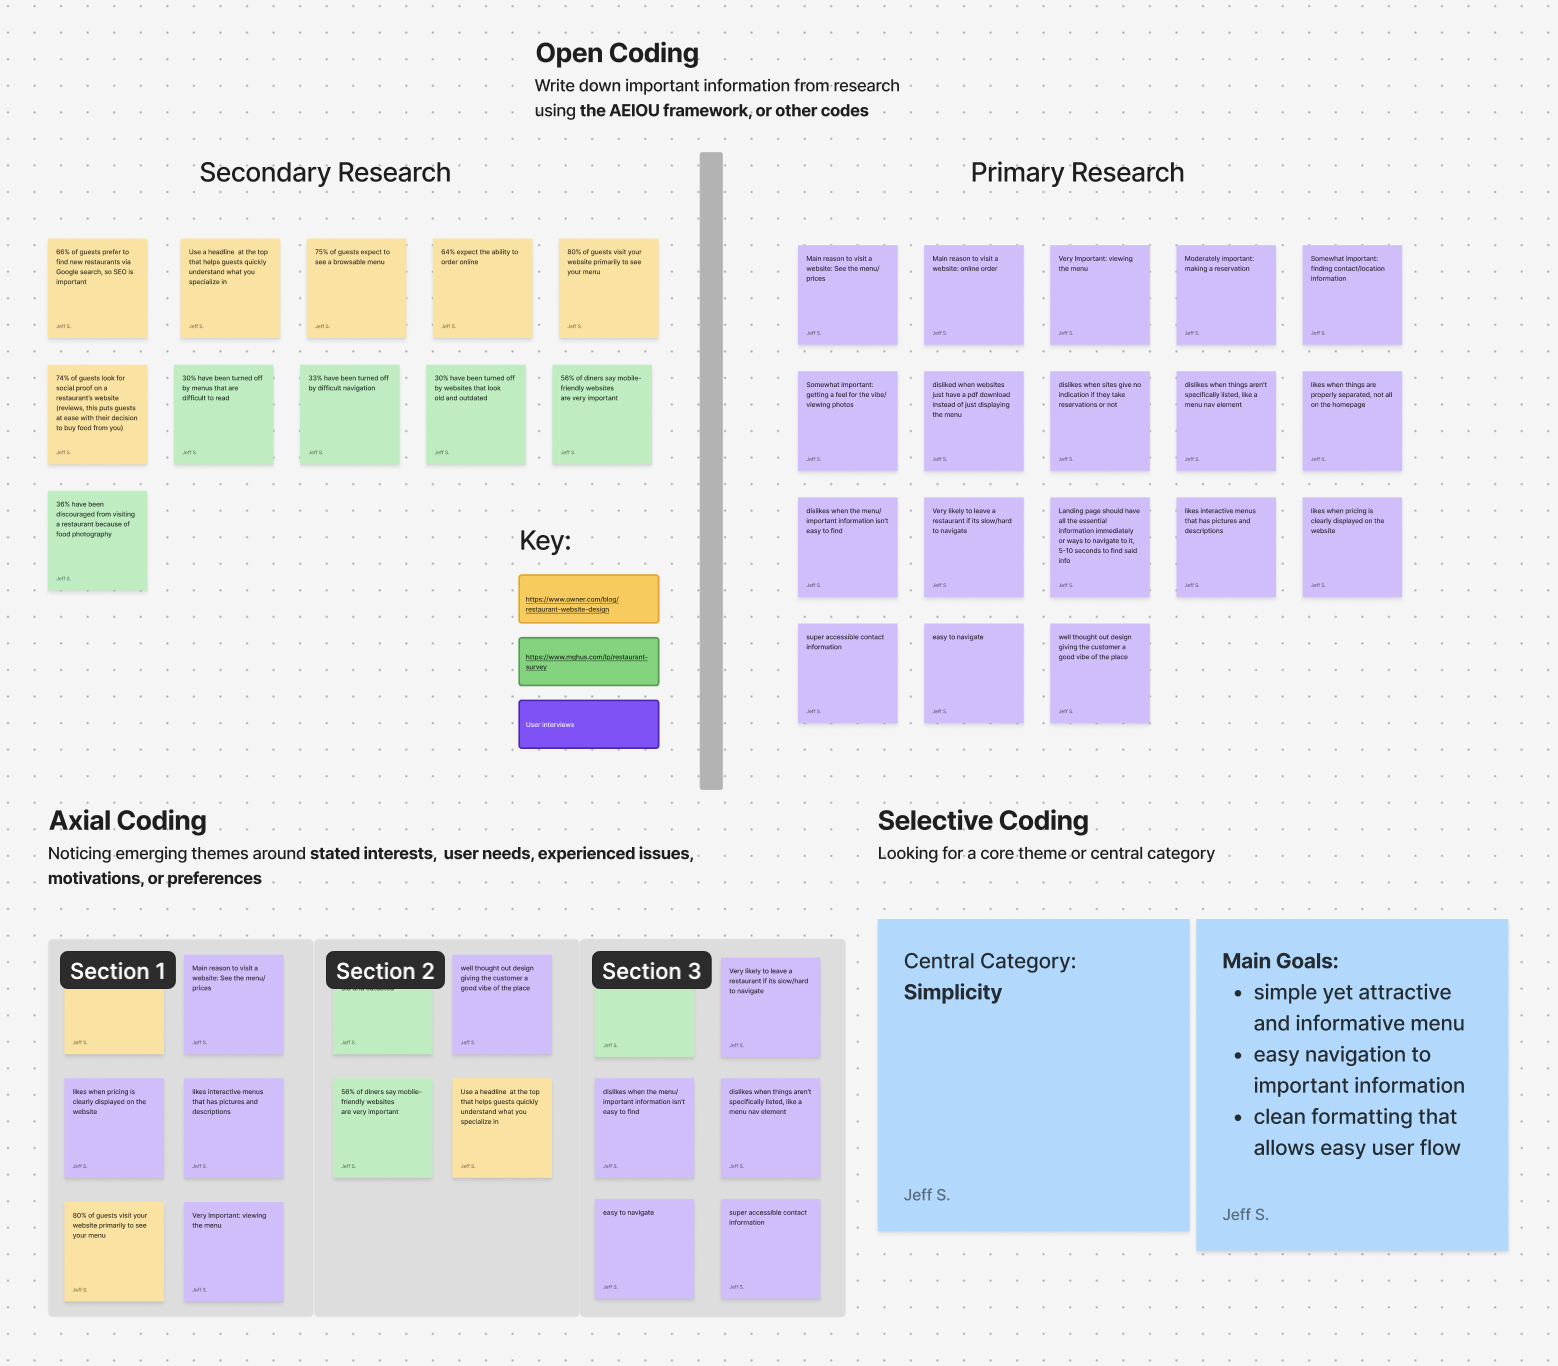 Open Coding
Write down important information from research
using the AEIOU framework, or other codes
Secondary Research
66% of guests prefer to
find new restaurants via
Google search, so SEO is
important
Jeff S.
Use a headline at the top
that helps guests quickly
understand what you
specialize in
Jeff S.
75% of guests expect to
see a browsable menu
Jeff S.
64% expect the ability to
order online
Jeff S.
80% of guests visit your
website primarily to see
your menu
Jeff S.
74% of guests look for
social proof on a
restaurant's website
(reviews, this puts guests
at ease with their decision
to buy food from you)
Jeff S.
30% have been turned off
by menus that are
difficult to read
Jeff S.
33% have been turned off
by difficult navigation
Jeff S.
30% have been turned off
by websites that look
old and outdated
Jeff S.
56% of diners say mobile-
friendly websites
are very important
Jeff S.
36% have been
discouraged from visiting
a restaurant because of
food photography
Jeff S.
Key:
https://www.owner.com/blog/
restaurant-website-design
https://www.mghus.com/lp/restaurant-
survey
User interviews
Primary Research
Main reason to visit a
website: See the menu/
prices
Jeff S.
Main reason to visit a
website: online order
Jeff S.
Very Important: viewing
the menu
Jeff S.
Moderately important:
making a reservation
Jeff S.
Somewhat important:
finding contact/location
information
Jeff S.
Somewhat important:
getting a feel for the vibe/
viewing photos
Jeff S.
disliked when websites
just have a pdf download
instead of just displaying
the menu
Jeff S.
dislikes when sites give no
indication if they take
reservations or not
Jeff S.
dislikes when things aren't
specifically listed, like a
menu nav element
Jeff S.
likes when things are
properly separated, not all
on the homepage
Jeff S.
dislikes when the menu/
important information isn't
easy to find
Jeff S.
Very likely to leave a
restaurant if its slow/hard
to navigate
Jeff S.
Landing page should have
all the essential
information immediately
or ways to navigate to it,
5-10 seconds to find said
info
Jeff S.
likes interactive menus
that has pictures and
descriptions
Jeff S.
likes when pricing is
clearly displayed on the
website
Jeff S.
super accessible contact
information
Jeff S.
easy to navigate
Jeff S.
well thought out design
giving the customer a
good vibe of the place
Jeff S.
Axial Coding
Noticing emerging themes around stated interests, user needs, experienced issues,
motivations, or preferences
Section 1
Jeff S.
Main reason to visit a
website: See the menu/
prices
Jeff S.
likes when pricing is
clearly displayed on the
website
Jeff S.
likes interactive menus
that has pictures and
descriptions
Jeff S.
80% of guests visit your
website primarily to see
your menu
Jeff S.
Very Important: viewing
the menu
Jeff S.
Section 2
Jeff S.
well thought out design
giving the customer a
good vibe of the place
Jeff S.
56% of diners say mobile-
friendly websites
are very important
Jeff S.
Use a headline at the top
that helps guests quickly
understand what you
specialize in
Jeff S.
Section 3
Jeff S.
Very likely to leave a
restaurant if its slow/hard
to navigate
Jeff S.
dislikes when the menu/
important information isn't
easy to find
Jeff S.
dislikes when things aren't
specifically listed, like a
menu nav element
Jeff S.
easy to navigate
Jeff S.
super accessible contact
information
Jeff S.
Selective Coding
Looking for a core theme or central category
Central Category:
Simplicity
Jeff S.
Main Goals:
• simple yet attractive
and informative menu
• easy navigation to
important information
• clean formatting that
allows easy user flow
Jeff S.